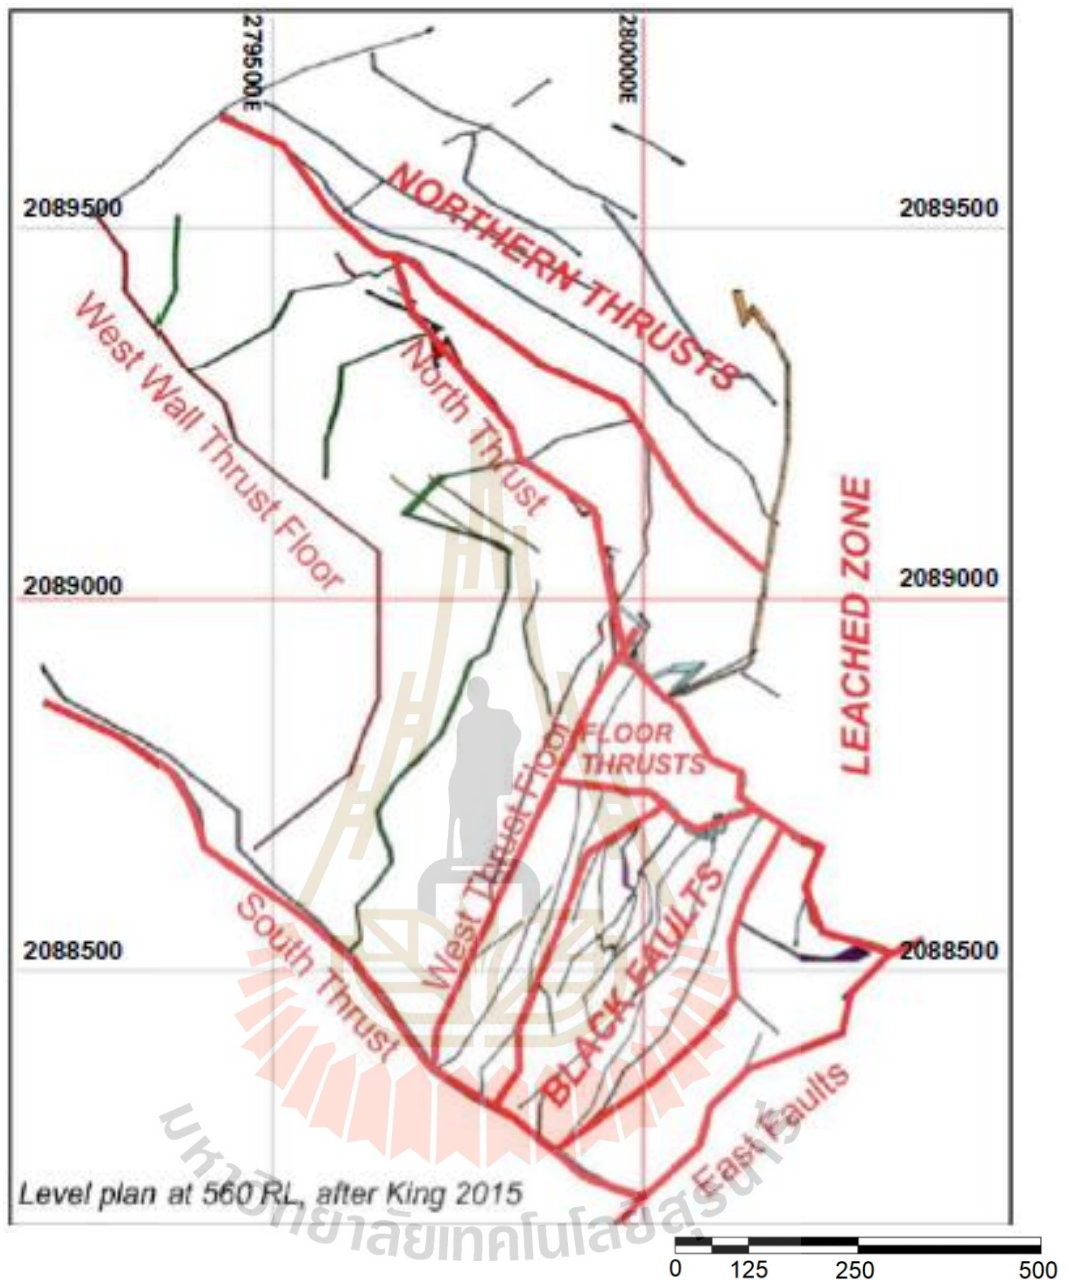 279500E
280000E
NORTHERN THRUSTS
2089500
2089500
West Wall Thrust Floor
North Thrust
LEACHED ZONE
2089000
2089000
FLOOR
THRUSTS
West Thrust Floor
South Thrust
BLACK FAULTS
2088500
2088500
East Faults
Level plan at 560 RL, after King 2015
มหาวิทยาลัยเทคโนโลยีสุรนารี
0 125 250 500